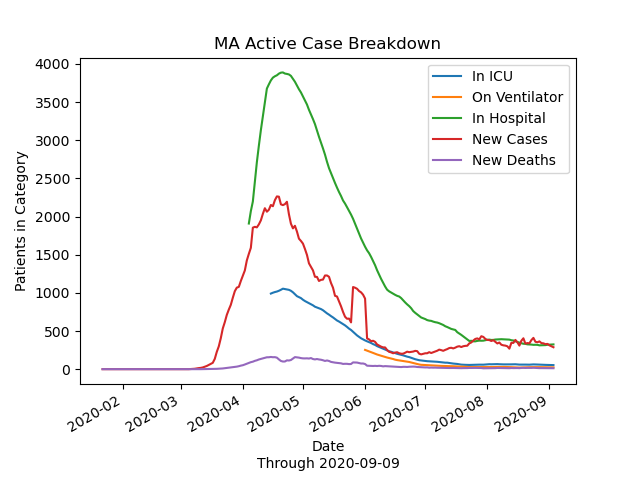 MA Active Case Breakdown
4000
3500
3000
2500
2000
1500
1000
500
0
Patients in Category
In ICU
On Ventilator
In Hospital
New Cases
New Deaths
2020-02
2020-03
2020-04
2020-05
2020-06
2020-07
2020-08
2020-09
Date
Through 2020-09-09